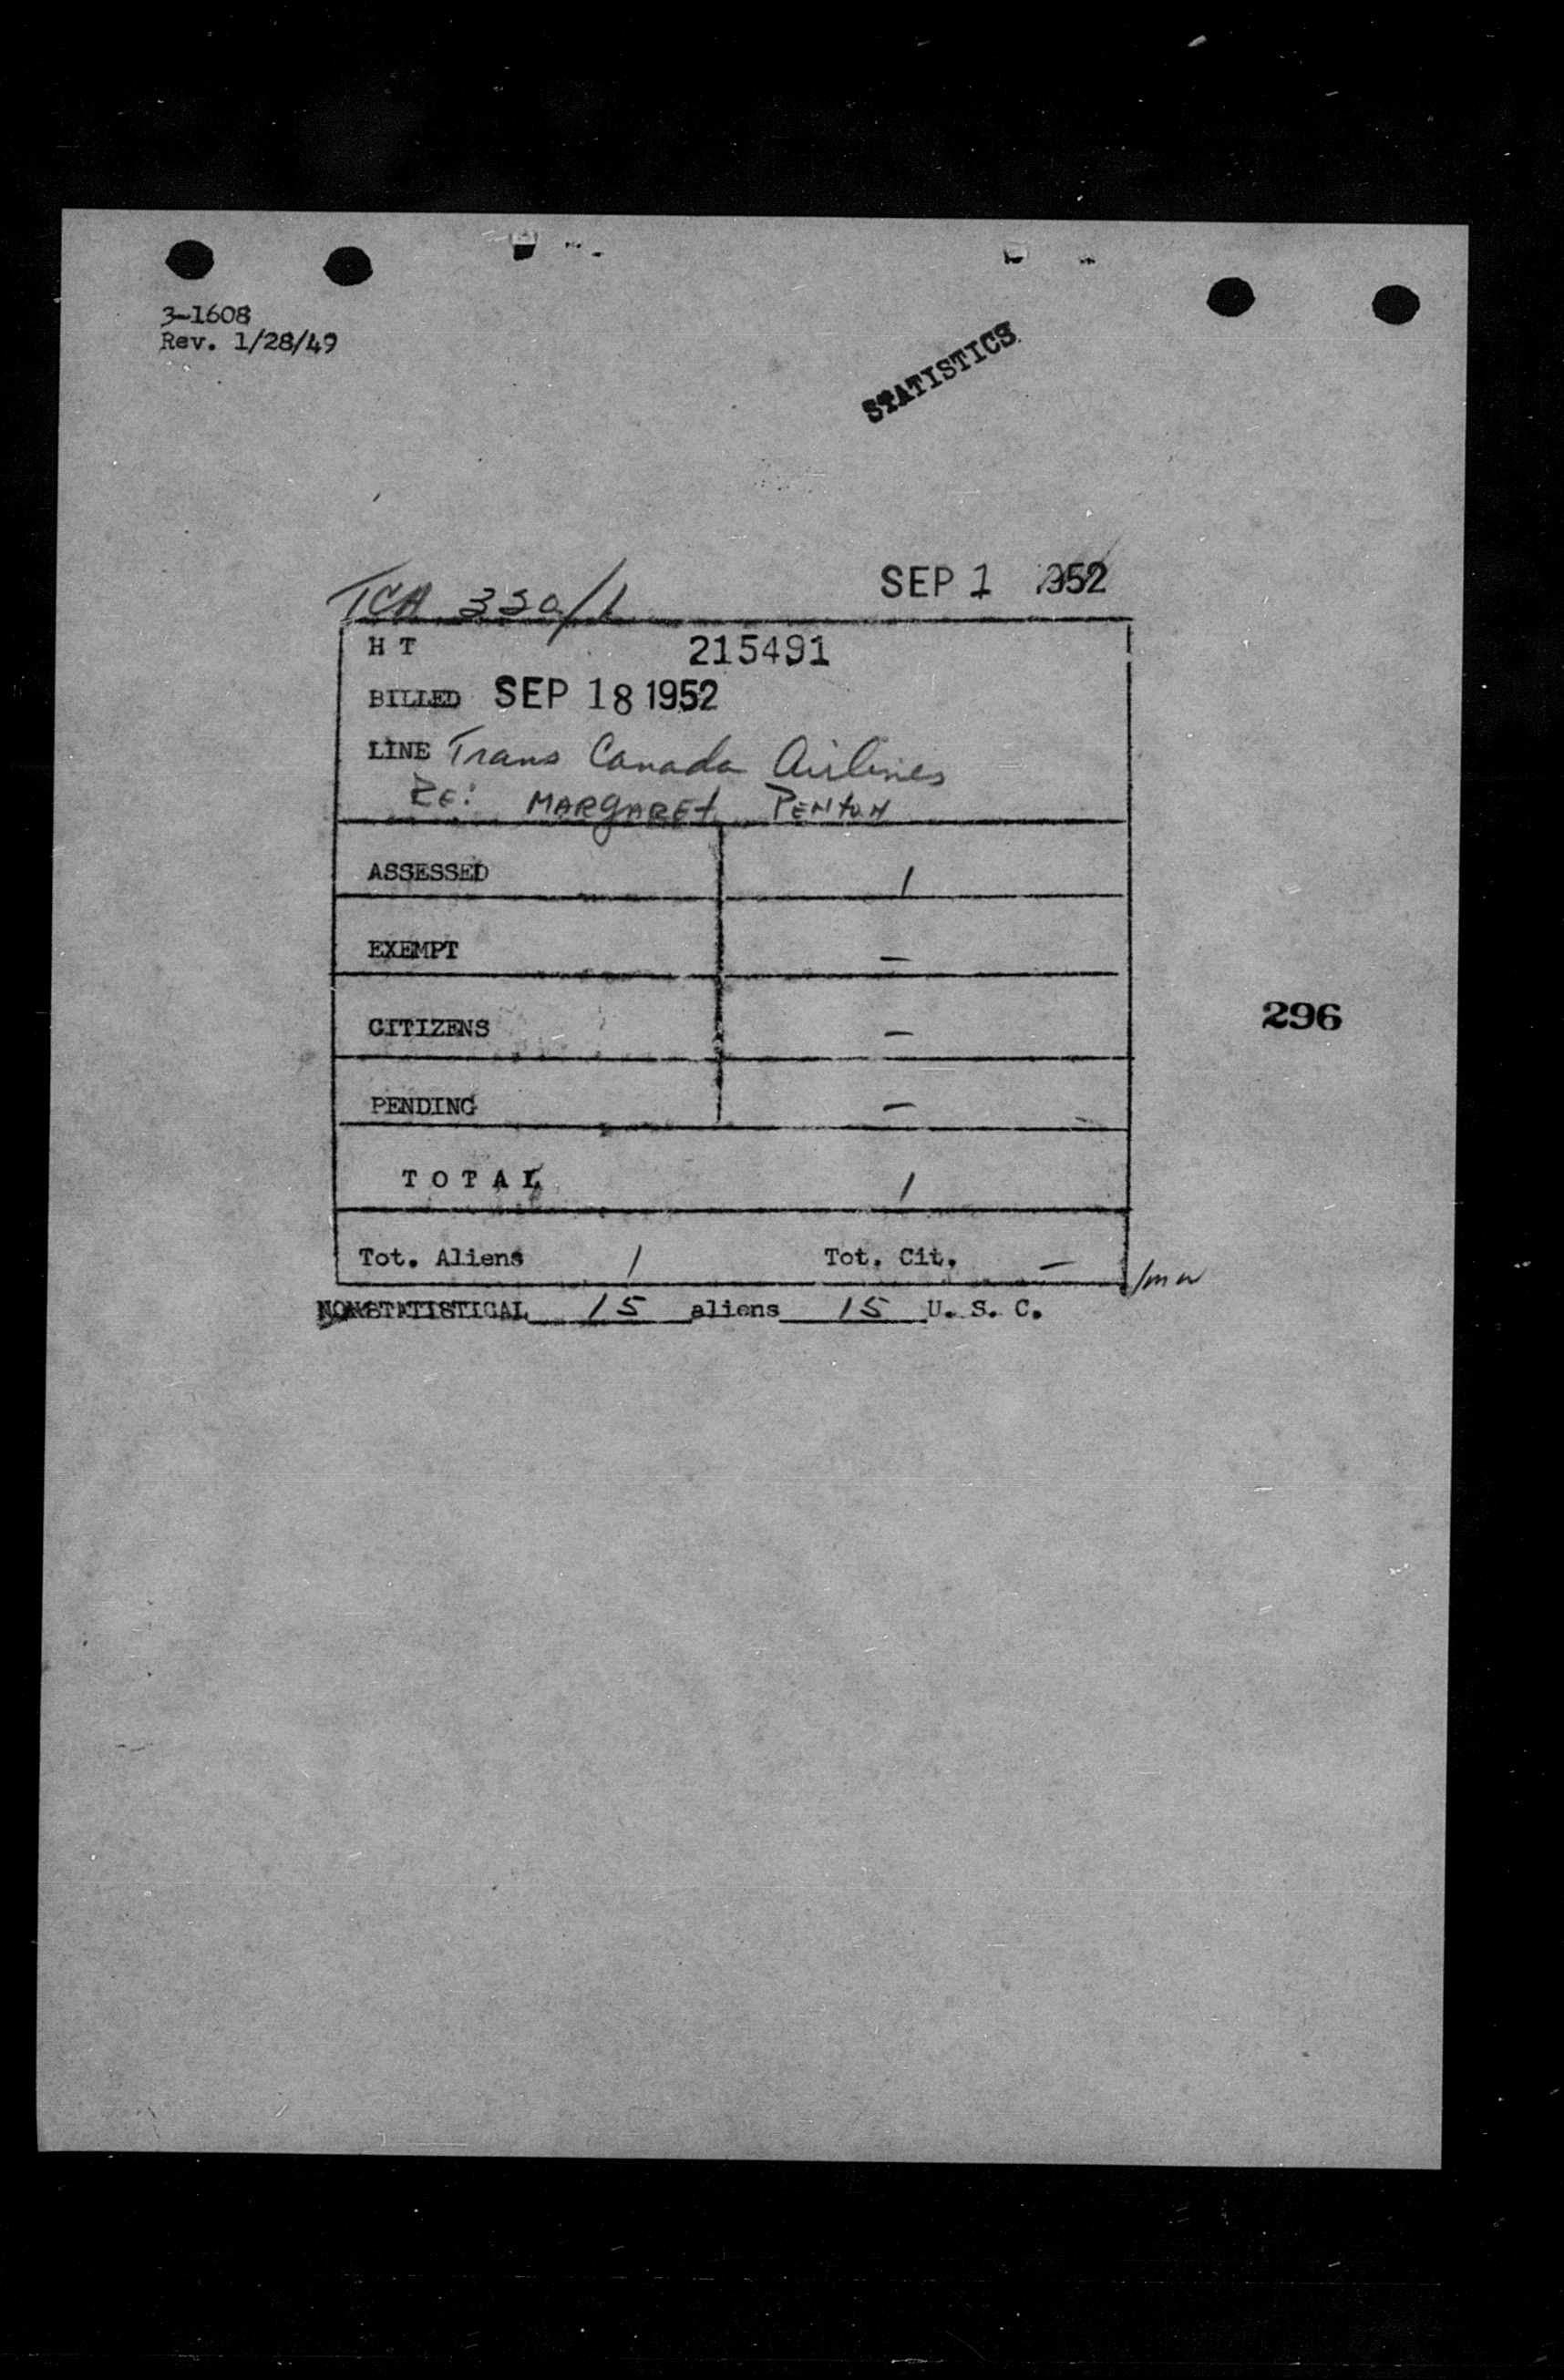 3-1608
Rev. 1/28/49
STATISTICS
TCA 330/1 SEP 1 1952
H T 215491
BILLED SEP 18 1952
LINE Trans Canada Airlines
RE: MARGARET PENTON
ASSESSED 1
EXEMPT –
CITIZENS –
296
PENDING –
T O T A L 1
Tot. Aliens 1 Tot. Cit. –
NONSTATISTICAL 15 aliens 15 U. S. C.